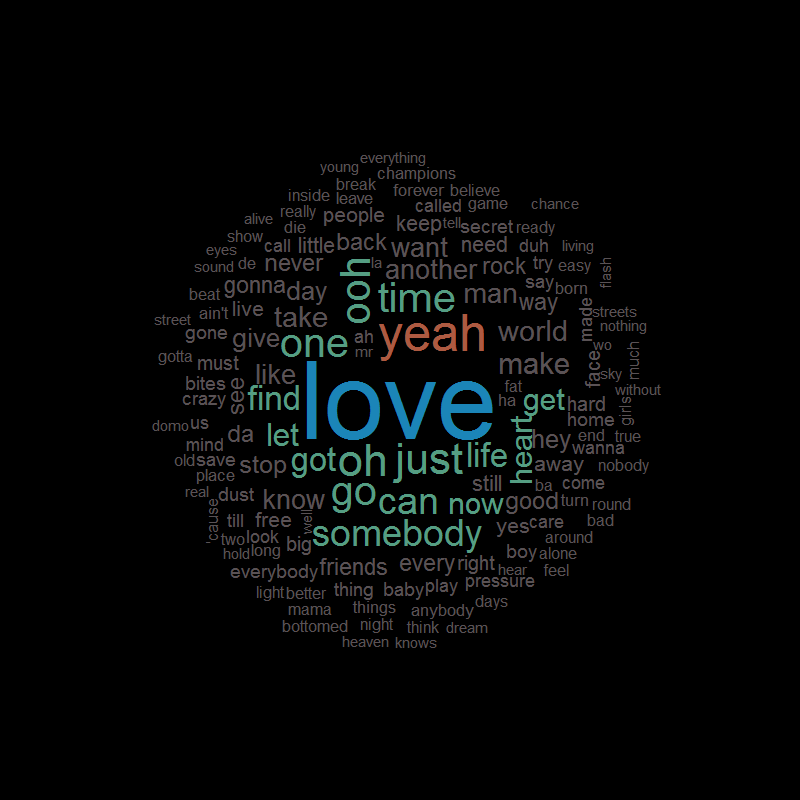 everything
young
champions
break
forever believe
inside leave
called game chance
really people
alive die keep tell secret ready
show call little back want need duh living
eyes
sound de never la another rock try easy flash
gonna day ooh time man say born
beat way made
ain't live streets
street take yeah nothing
gone give one ah world wo
gotta mr much
must like make face sky
bites see love fat without
crazy find ha get hard girls
domo us let heart home
mind da hey end true
old save got oh just life wanna
place stop away nobody
real still ba come
dust know go can now good turn round
'cause till free well somebody yes care bad
two look big around
hold long boy alone
everybody friends every right hear feel
light better thing baby play pressure
mama things anybody days
bottomed night think dream
heaven knows